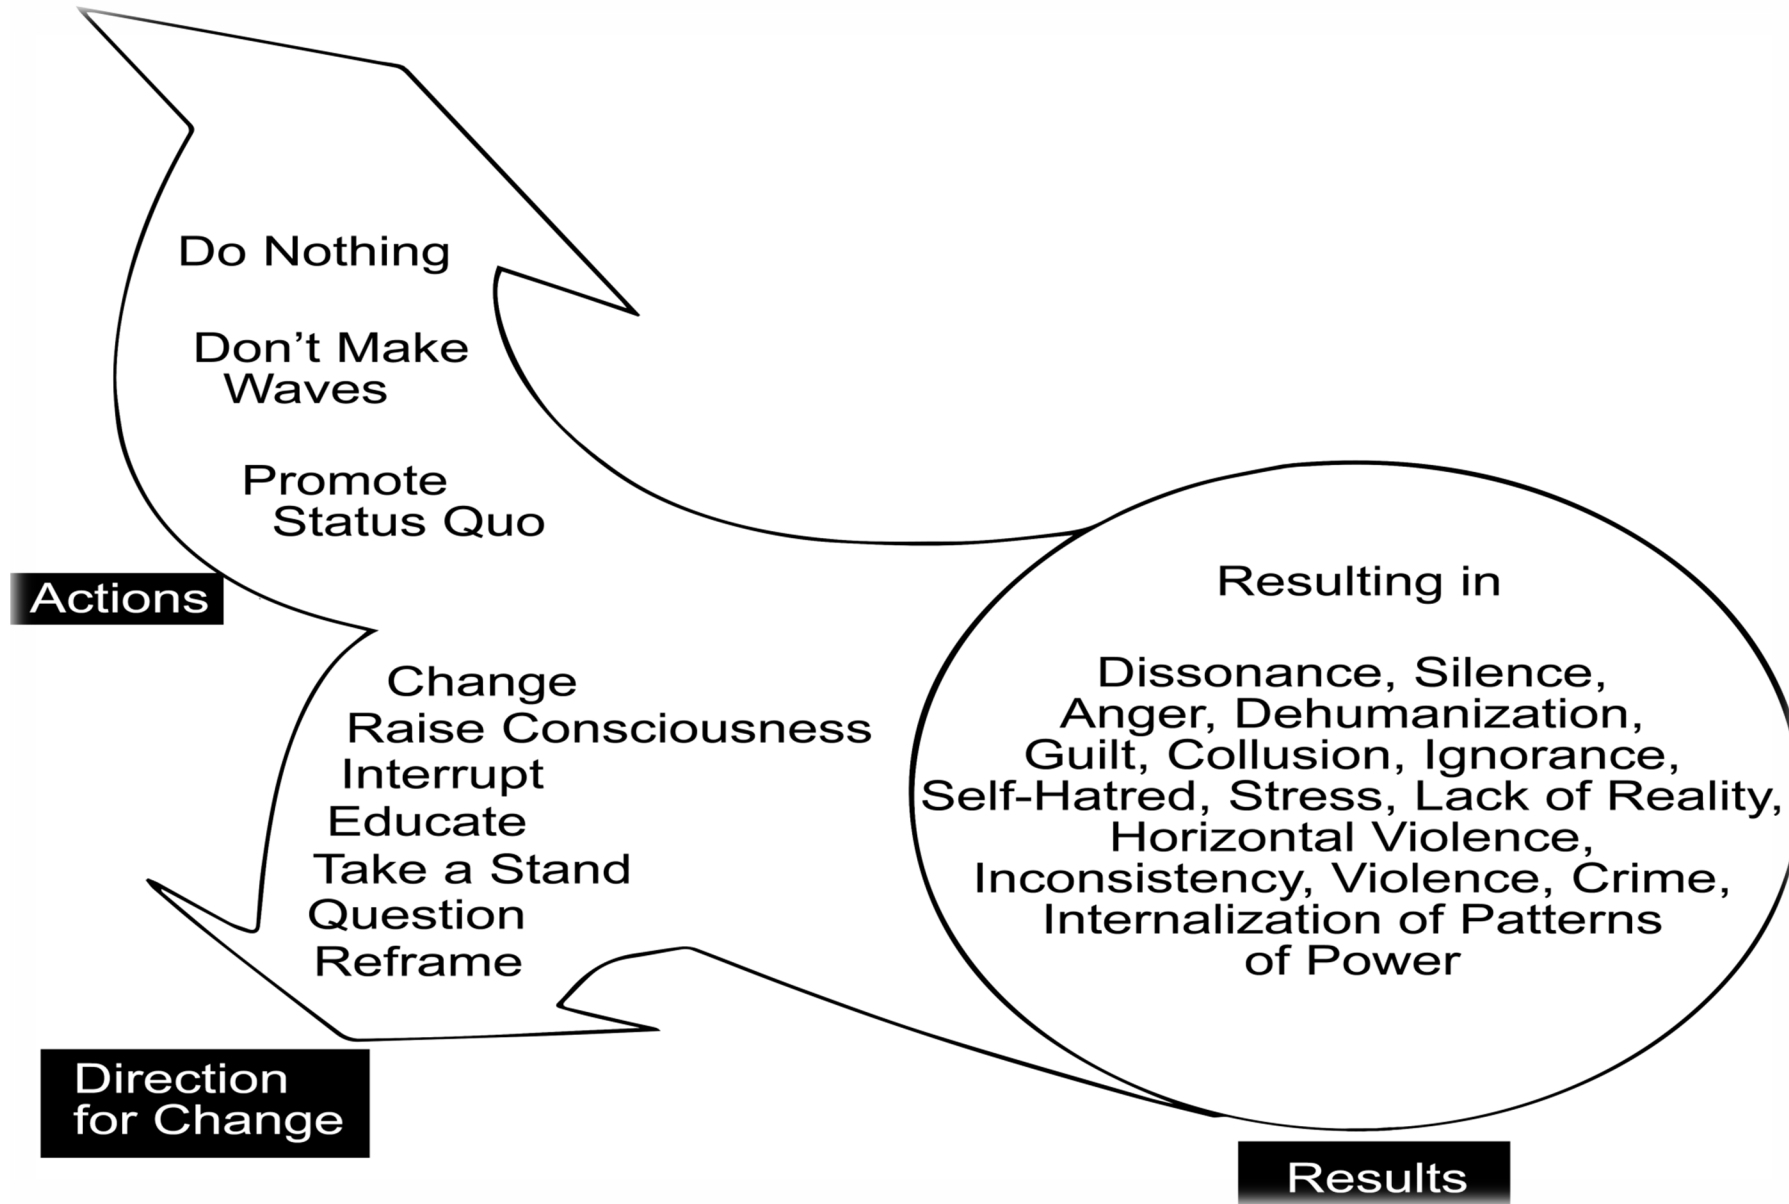 Do Nothing
Don’t Make
Waves
Promote
Status Quo
Actions
Change
Raise Consciousness
Interrupt
Educate
Take a Stand
Question
Reframe
Direction
for Change
Resulting in
Dissonance, Silence,
Anger, Dehumanization,
Guilt, Collusion, Ignorance,
Self-Hatred, Stress, Lack of Reality,
Horizontal Violence,
Inconsistency, Violence, Crime,
Internalization of Patterns
of Power
Results